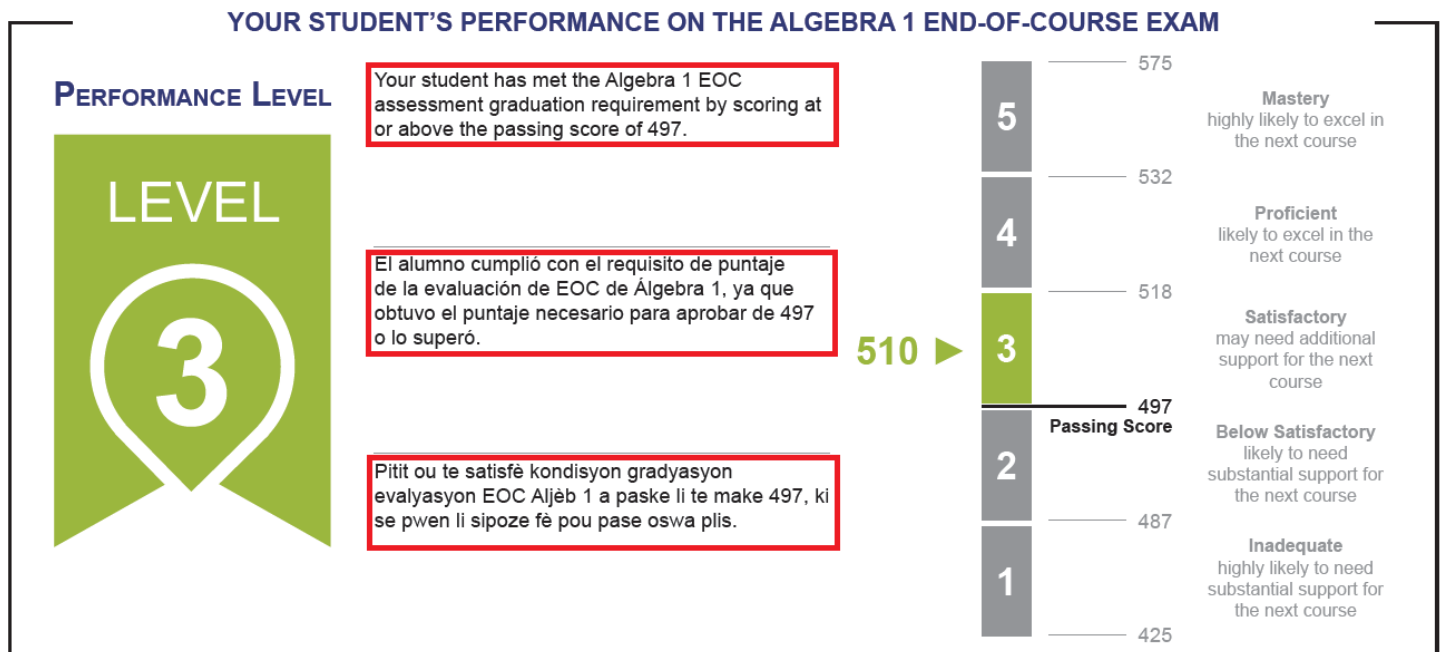 YOUR STUDENT'S PERFORMANCE ON THE ALGEBRA 1 END-OF-COURSE EXAM
PERFORMANCE LEVEL
LEVEL
3
Your student has met the Algebra 1 EOC
assessment graduation requirement by scoring at
or above the passing score of 497.
El alumno cumplió con el requisito de puntaje
de la evaluación de EOC de Álgebra 1, ya que
obtuvo el puntaje necesario para aprobar de 497
o lo superó.
Pitit ou te satisfè kondisyon gradyasyon
evalyasyon EOC Aljèb 1 a paske li te make 497, ki
se pwen li sipoze fè pou pase oswa plis.
510
575
5
Mastery
highly likely to excel in
the next course
532
4
Proficient
likely to excel in the
next course
518
3
Satisfactory
may need additional
support for the next
course
497
Passing Score
2
Below Satisfactory
likely to need
substantial support for
the next course
487
1
Inadequate
highly likely to need
substantial support for
the next course
425